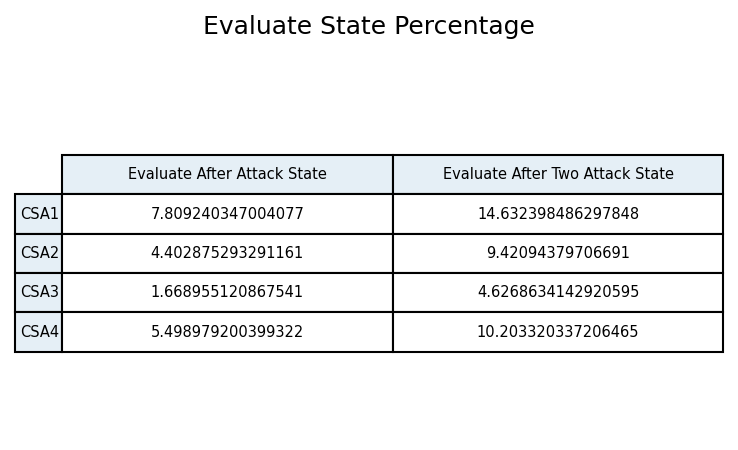 Evaluate State Percentage
Evaluate After Attack State Evaluate After Two Attack State
CSA1 7.809240347004077 14.632398486297848
CSA2 4.402875293291161 9.42094379706691
CSA3 1.668955120867541 4.6268634142920595
CSA4 5.498979200399322 10.203320337206465